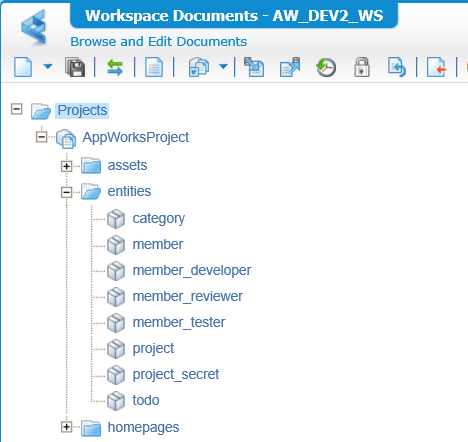 Workspace Documents - AW_DEV2_WS
Browse and Edit Documents
Projects
AppWorksProject
assets
entities
category
member
member_developer
member_reviewer
member_tester
project
project_secret
todo
homepages